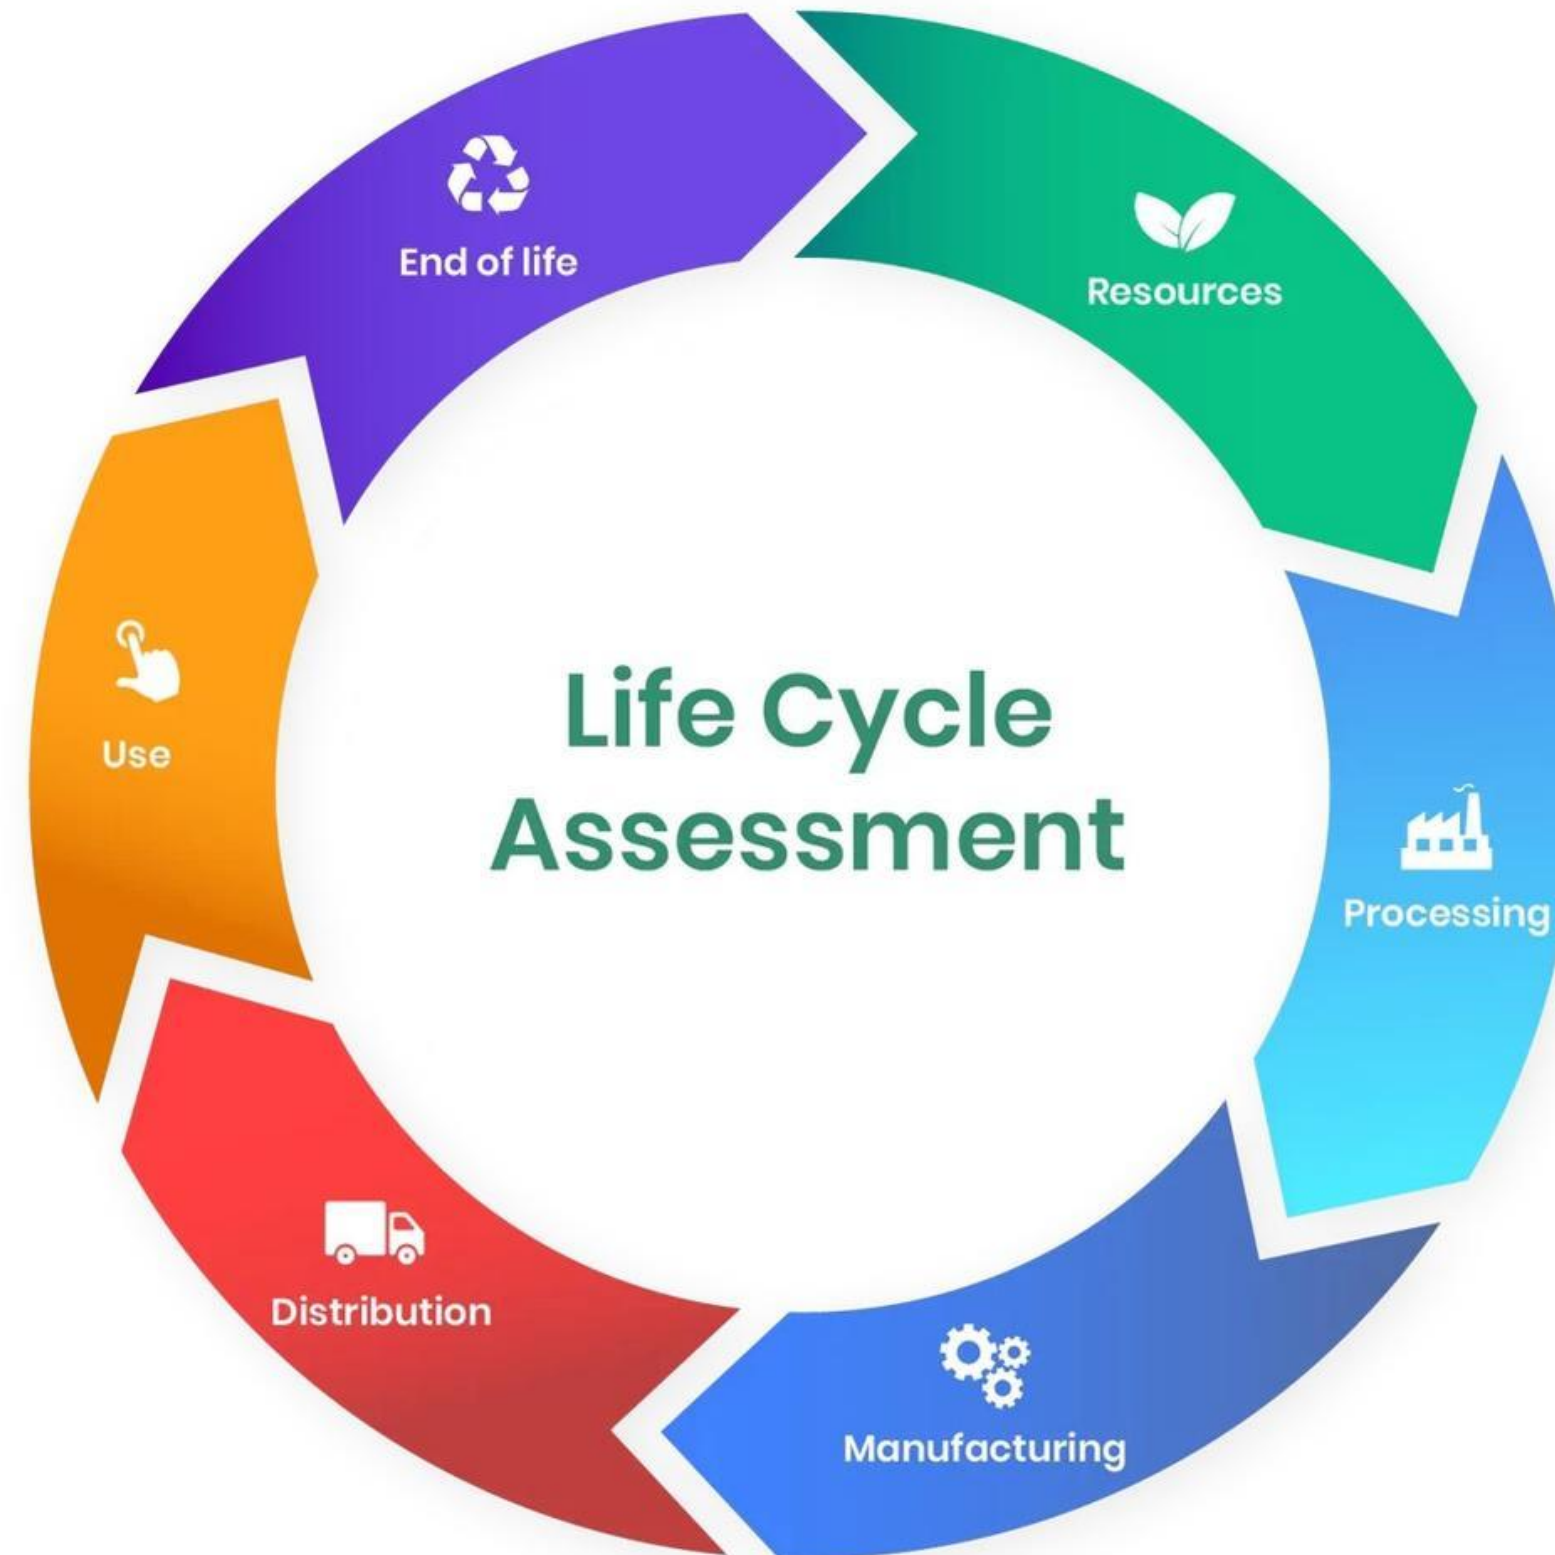 End of life
Resources
Use
Life Cycle
Assessment
Processing
Distribution
Manufacturing